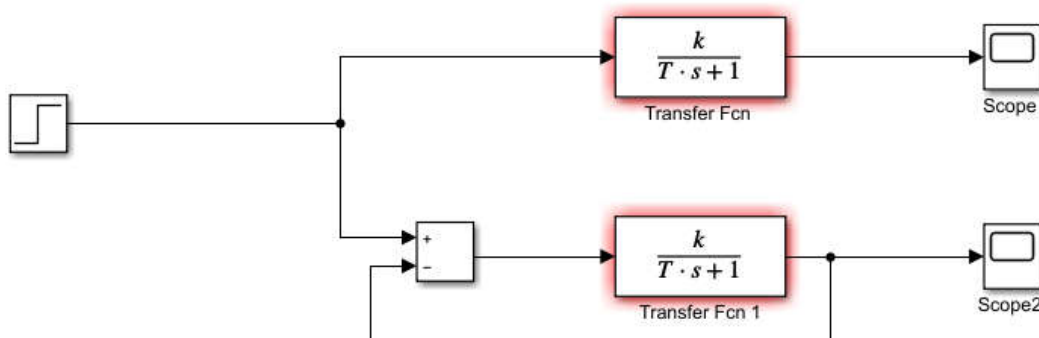 k
T · s + 1
Transfer Fcn
Scope
+
−
k
T · s + 1
Transfer Fcn 1
Scope2